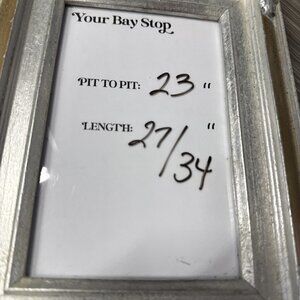 Your Bay Stop
PIT TO PIT: 23 "
LENGTH: 27/34 "